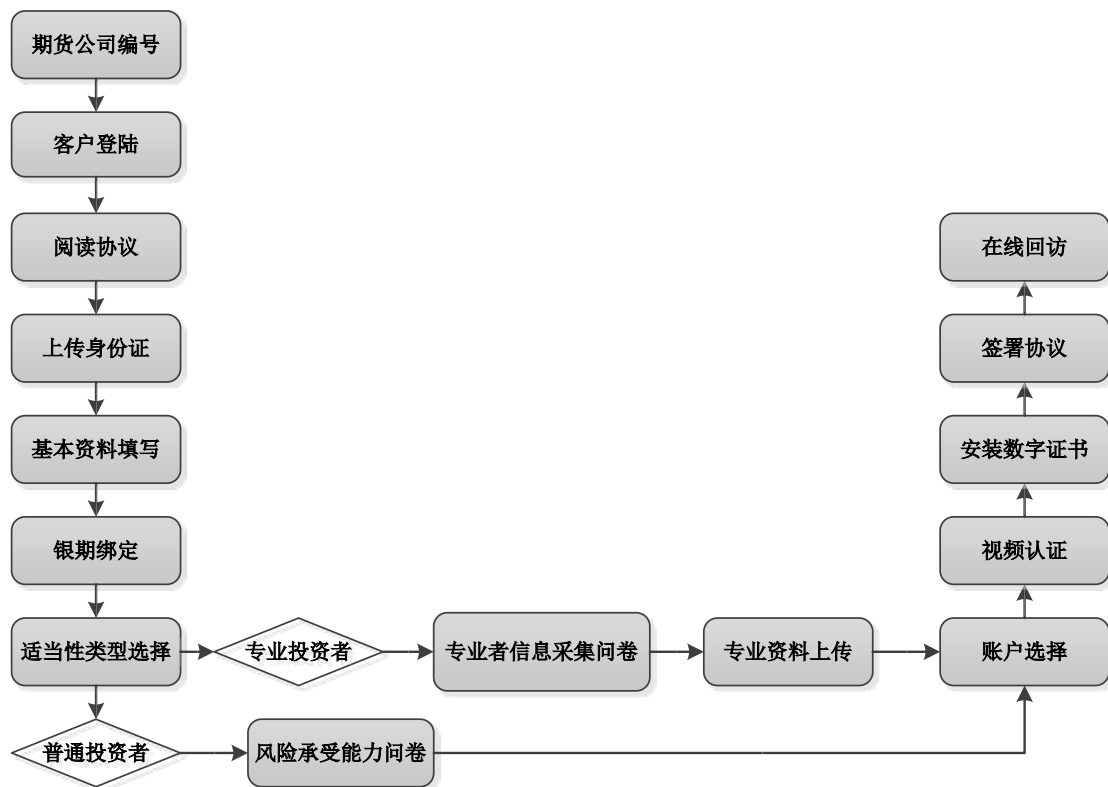 期货公司编号
客户登陆
阅读协议
上传身份证
基本资料填写
银期绑定
适当性类型选择
专业投资者
专业者信息采集问卷
专业资料上传
账户选择
普通投资者
风险承受能力问卷
视频认证
安装数字证书
签署协议
在线回访